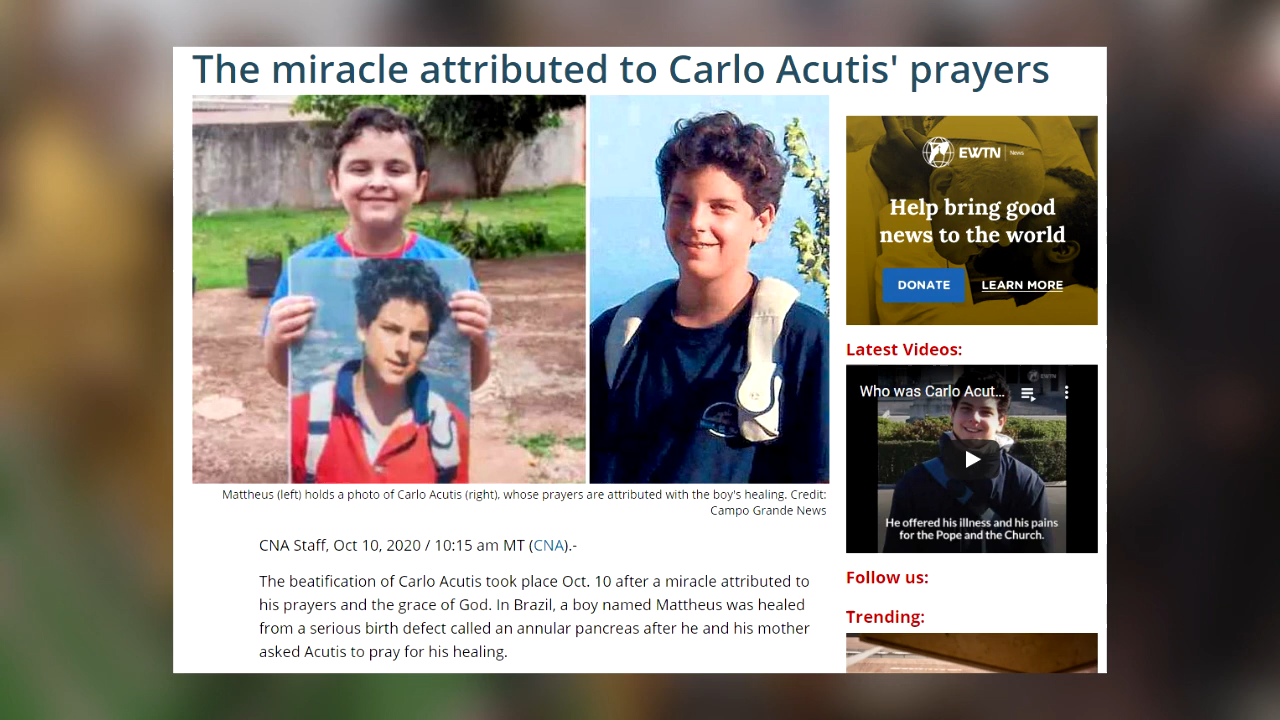 The miracle attributed to Carlo Acutis' prayers
Mattheus (left) holds a photo of Carlo Acutis (right), whose prayers are attributed with the boy's healing. Credit:
Campo Grande News
CNA Staff, Oct 10, 2020 / 10:15 am MT (CNA).-
The beatification of Carlo Acutis took place Oct. 10 after a miracle attributed to
his prayers and the grace of God. In Brazil, a boy named Mattheus was healed
from a serious birth defect called an annular pancreas after he and his mother
asked Acutis to pray for his healing.
EWTN News
Help bring good
news to the world
DONATE LEARN MORE
Latest Videos:
EWTN
Who was Carlo Acut...
He offered his illness and his pains
for the Pope and the Church.
Follow us:
Trending: